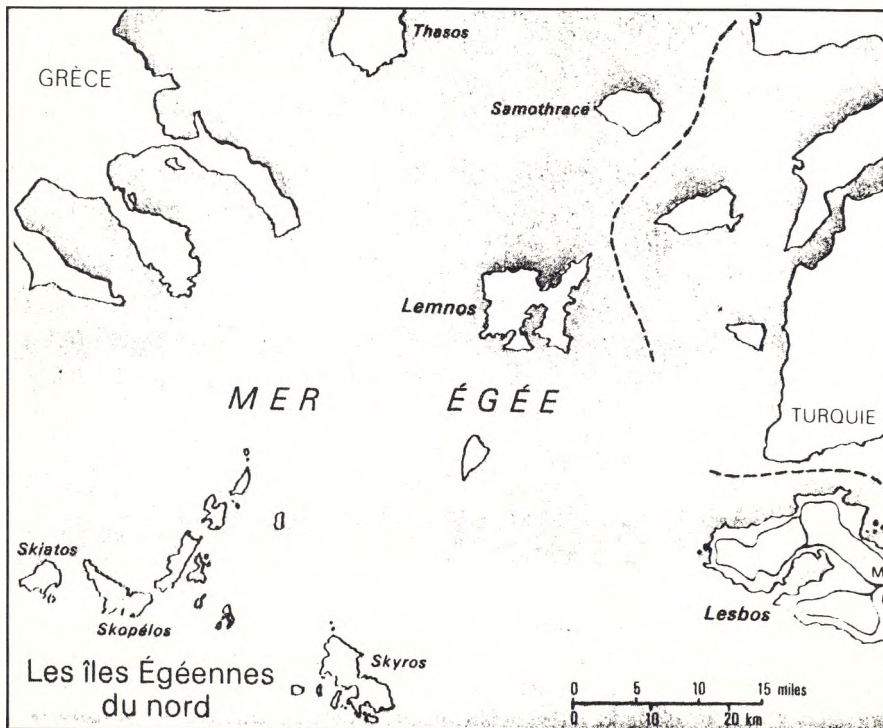 Thasos
GRÈCE
Samothrace
Lemnos
MER ÉGÉE
TURQUIE
Skiatos
M
Lesbos
Skopélos
Skyros
Les îles Égéennes
du nord
0 5 10 15 miles
0 10 20 km